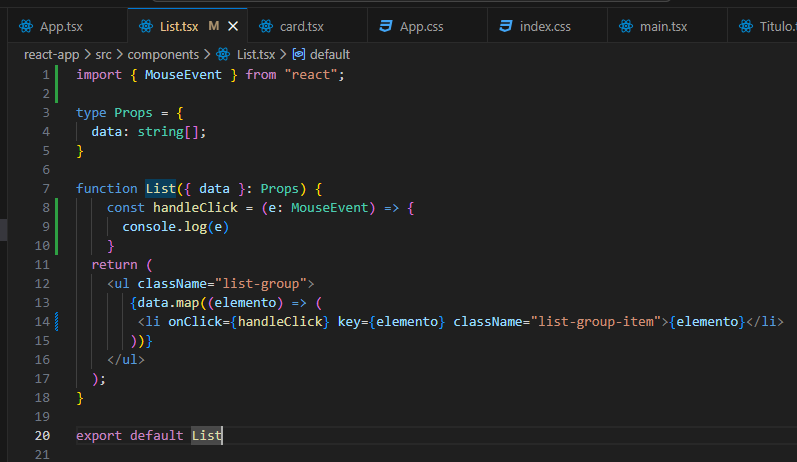 App.tsx List.tsx M card.tsx App.css index.css main.tsx Titulo.
react-app > src > components > List.tsx > default
1 import { MouseEvent } from "react";
2
3 type Props = {
4   data: string[];
5 }
6
7 function List({ data }: Props) {
8     const handleClick = (e: MouseEvent) => {
9       console.log(e)
10     }
11   return (
12     <ul className="list-group">
13        {data.map((elemento) => (
14         <li onClick={handleClick} key={elemento} className="list-group-item">{elemento}</li>
15        ))}
16     </ul>
17   );
18 }
19
20 export default List
21